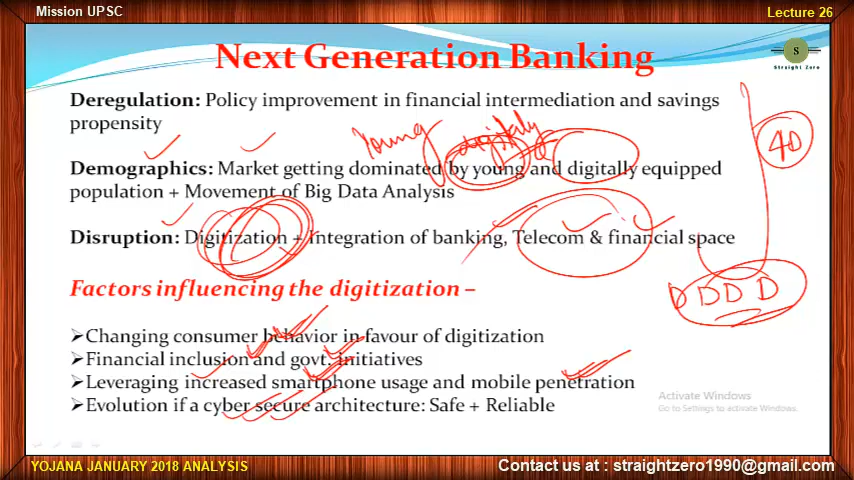 Mission UPSC
Lecture 26
Next Generation Banking
S
Straight Zero
Deregulation: Policy improvement in financial intermediation and savings
propensity
Young digitaly
40
Demographics: Market getting dominated by young and digitally equipped
population + Movement of Big Data Analysis
Disruption: Digitization + Integration of banking, Telecom & financial space
D D D D
Factors influencing the digitization –
➢Changing consumer behavior in favour of digitization
➢Financial inclusion and govt. initiatives
➢Leveraging increased smartphone usage and mobile penetration
➢Evolution if a cyber secure architecture: Safe + Reliable
Activate Windows
Go to Settings to activate Windows.
YOJANA JANUARY 2018 ANALYSIS
Contact us at : straightzero1990@gmail.com